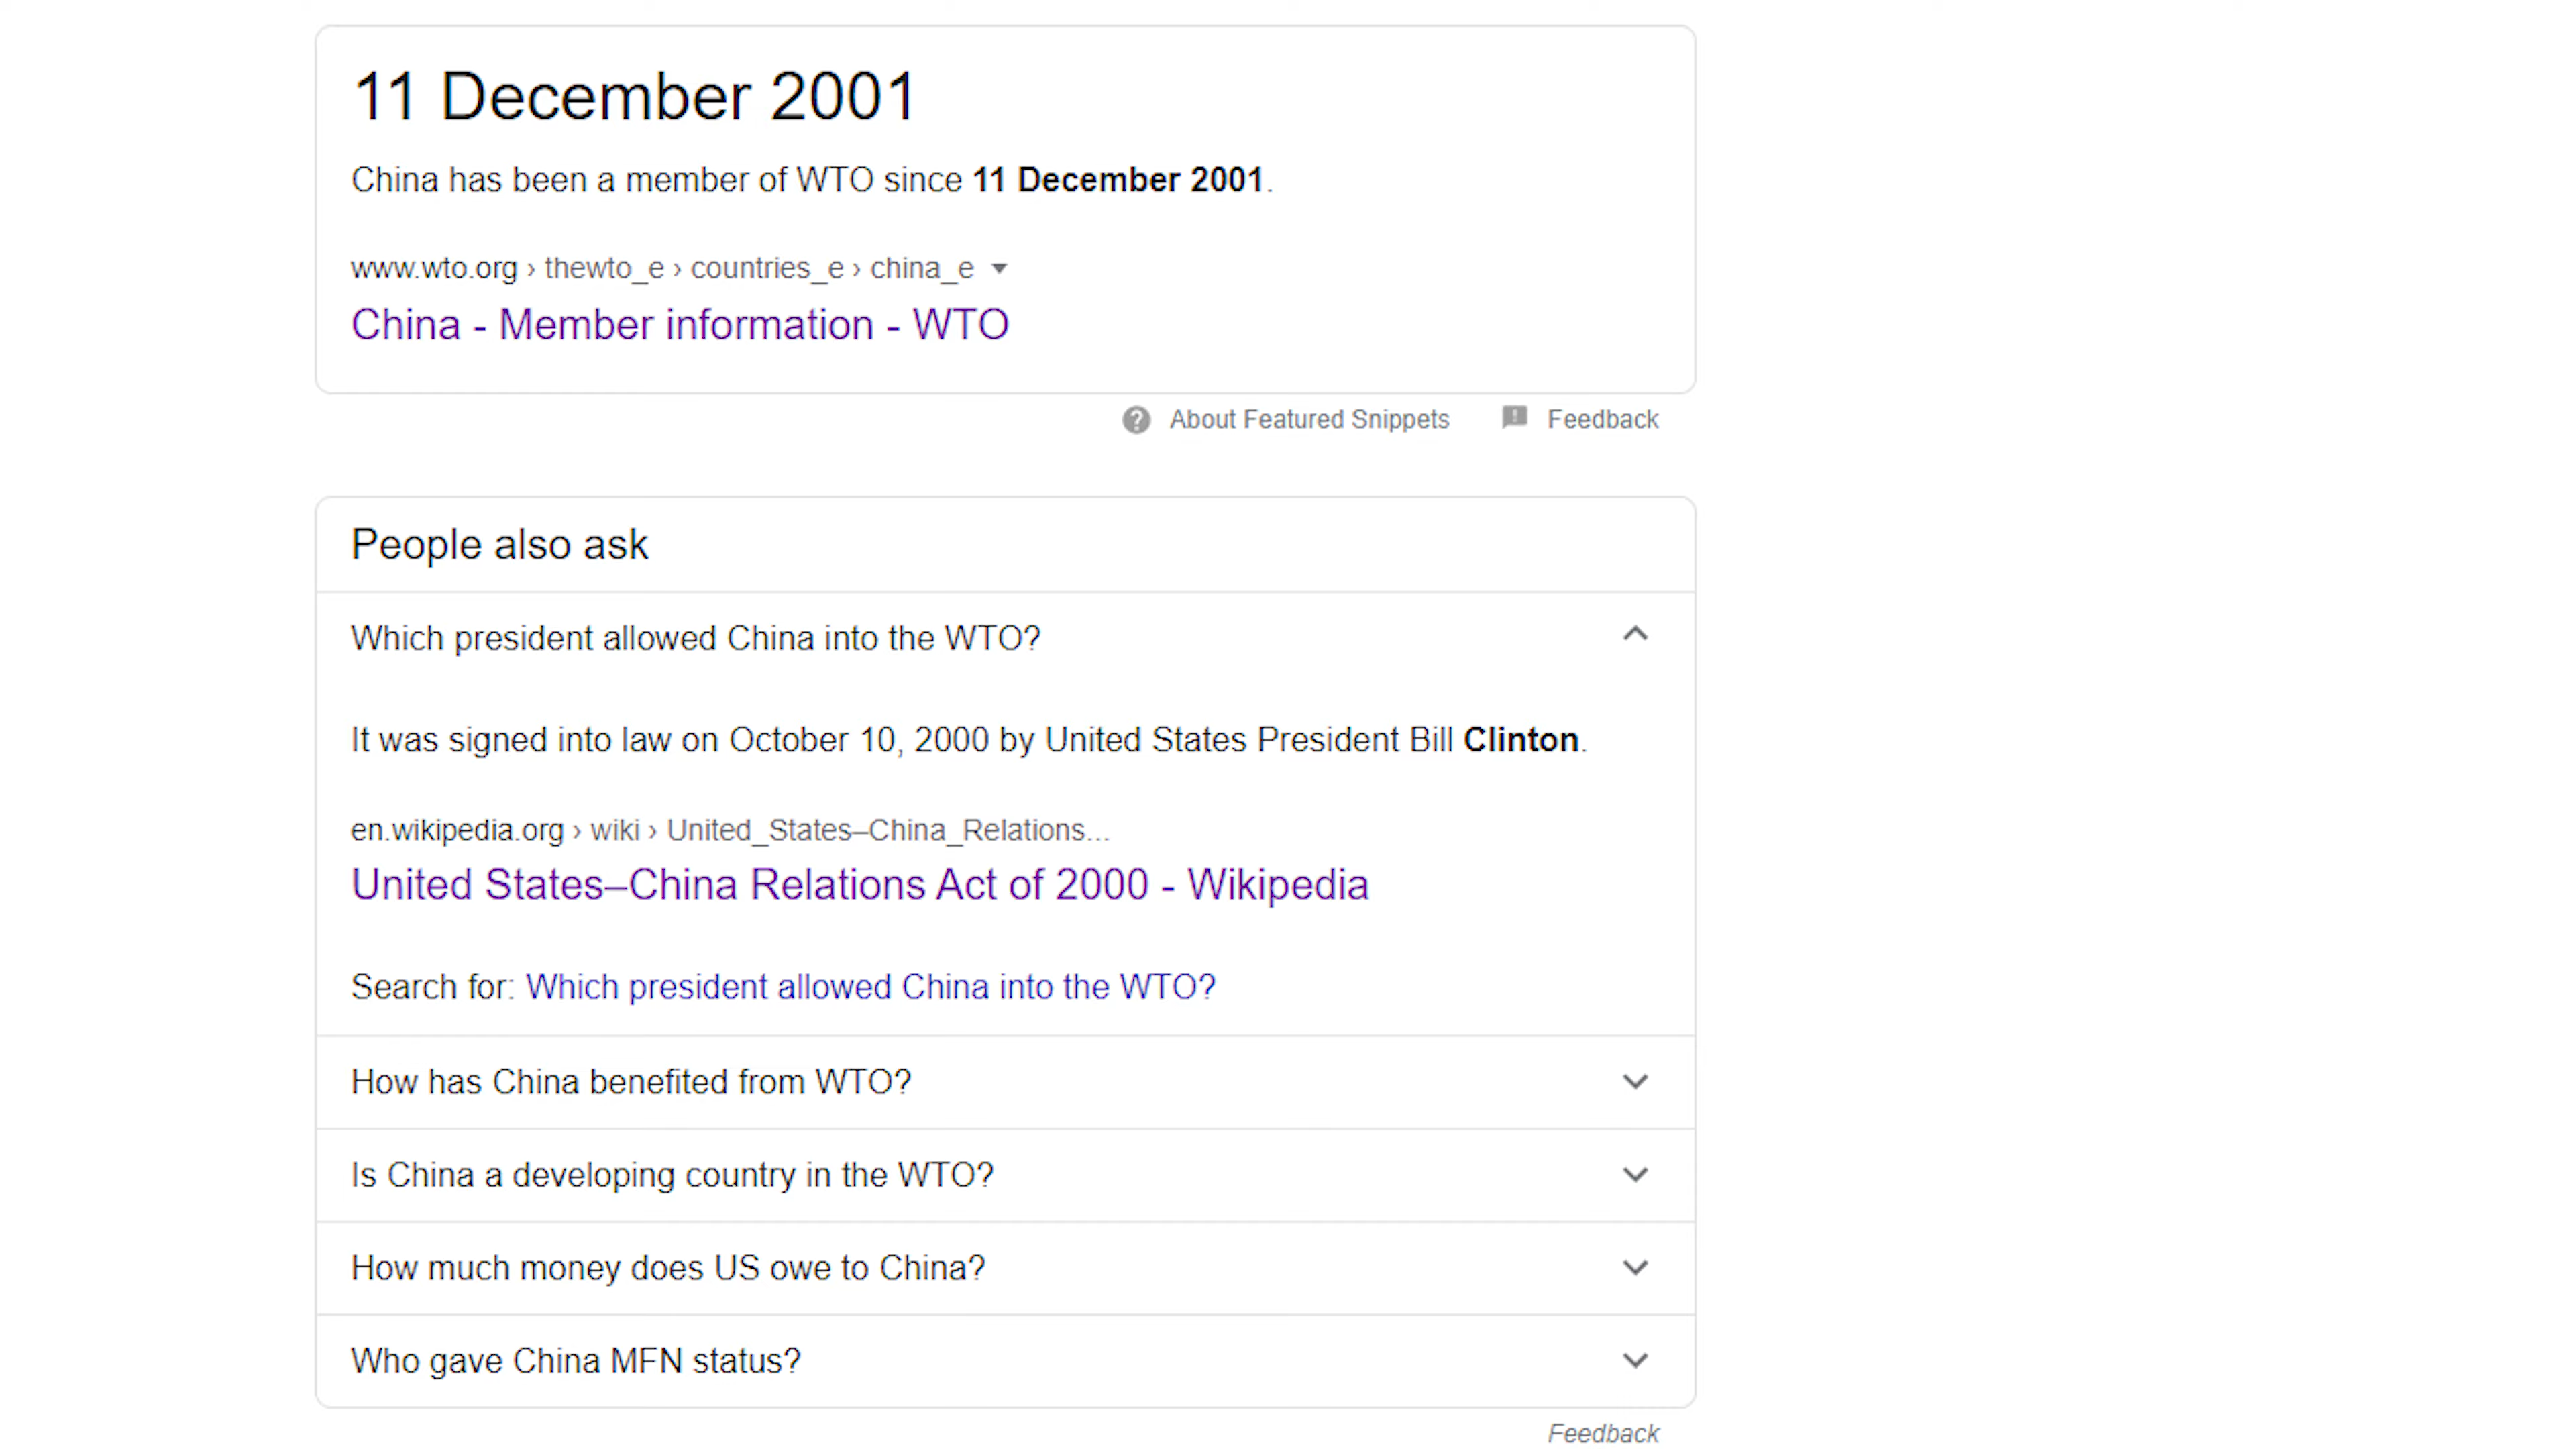 11 December 2001
China has been a member of WTO since 11 December 2001.
www.wto.org › thewto_e › countries_e › china_e
China - Member information - WTO
About Featured Snippets Feedback
People also ask
Which president allowed China into the WTO?
It was signed into law on October 10, 2000 by United States President Bill Clinton.
en.wikipedia.org › wiki › United_States–China_Relations...
United States–China Relations Act of 2000 - Wikipedia
Search for: Which president allowed China into the WTO?
How has China benefited from WTO?
Is China a developing country in the WTO?
How much money does US owe to China?
Who gave China MFN status?
Feedback